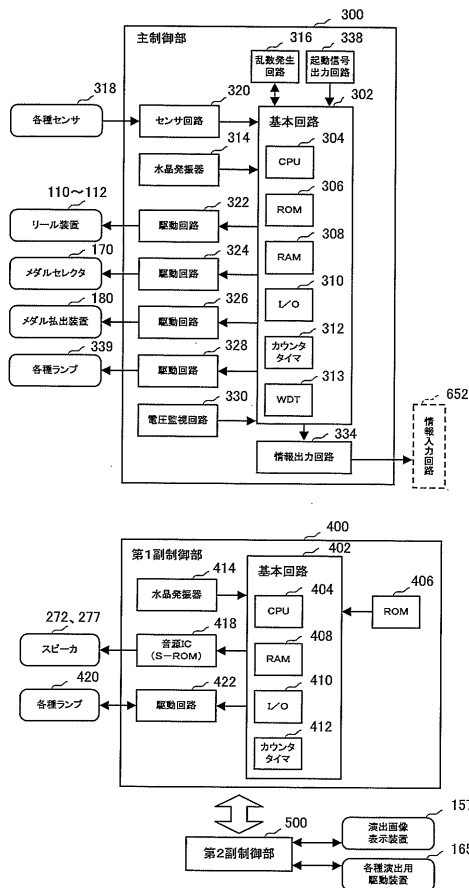 300
主制御部
316
338
乱数発生
回路
起動信号
出力回路
318
320
302
各種センサ
センサ回路
基本回路
314
304
水晶発振器
CPU
110～112
322
306
リール装置
駆動回路
ROM
170
324
308
メダルセレクタ
駆動回路
RAM
180
326
310
メダル払出装置
駆動回路
I/O
339
328
312
各種ランプ
駆動回路
カウンタ
タイマ
330
313
電圧監視回路
WDT
652
334
情報出力回路
情報入力回路
400
第1副制御部
402
414
基本回路
水晶発振器
404
406
CPU
ROM
272、277
418
408
スピーカ
音源IC
(S－ROM)
RAM
420
422
410
各種ランプ
駆動回路
I/O
412
カウンタ
タイマ
500
157
第2副制御部
演出画像
表示装置
165
各種演出用
駆動装置